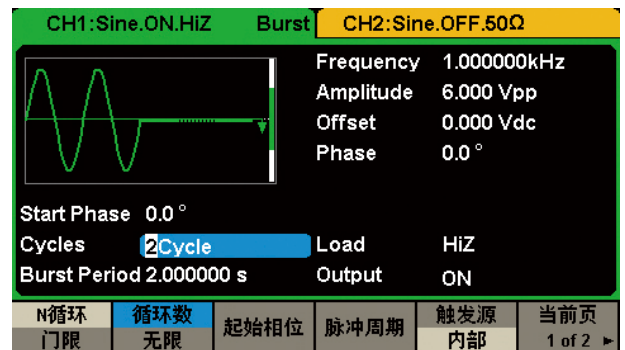 CH1:Sine.ON.HiZ Burst CH2:Sine.OFF.50Ω
Frequency 1.000000kHz
Amplitude 6.000 Vpp
Offset 0.000 Vdc
Phase 0.0 °
Start Phase 0.0 °
Cycles 2Cycle Load HiZ
Burst Period 2.000000 s Output ON
N循环 循环数 起始相位 脉冲周期 触发源 当前页
门限 无限 内部 1 of 2 ►